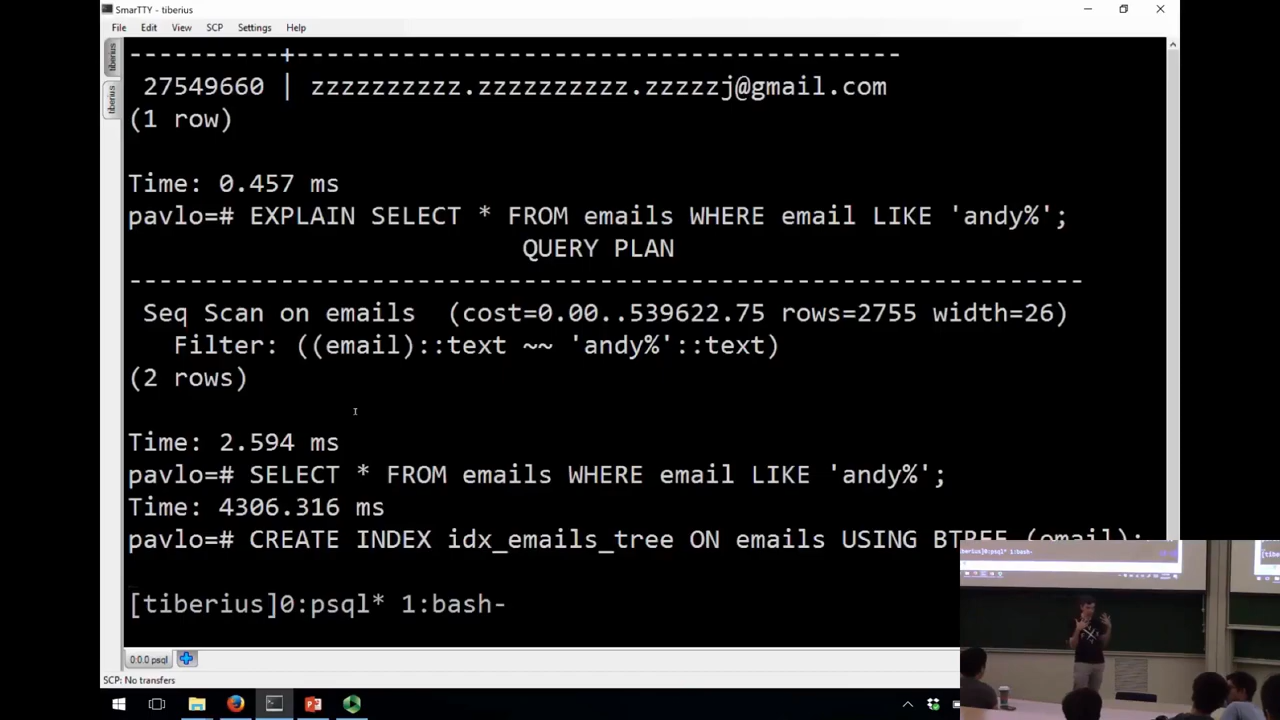 SmarTTY - tiberius
File Edit View SCP Settings Help
tiberius
tiberius
----------+---------------------------------------
27549660 | zzzzzzzzzz.zzzzzzzzzz.zzzzzj@gmail.com
(1 row)
Time: 0.457 ms
pavlo=# EXPLAIN SELECT * FROM emails WHERE email LIKE 'andy%';
QUERY PLAN
---------------------------------------------------------------
Seq Scan on emails (cost=0.00..539622.75 rows=2755 width=26)
Filter: ((email)::text ~~ 'andy%'::text)
(2 rows)
Time: 2.594 ms
pavlo=# SELECT * FROM emails WHERE email LIKE 'andy%';
Time: 4306.316 ms
pavlo=# CREATE INDEX idx_emails_tree ON emails USING BTREE (email);
[tiberius]0:psql* 1:bash-
0:0.0 psql
SCP: No transfers